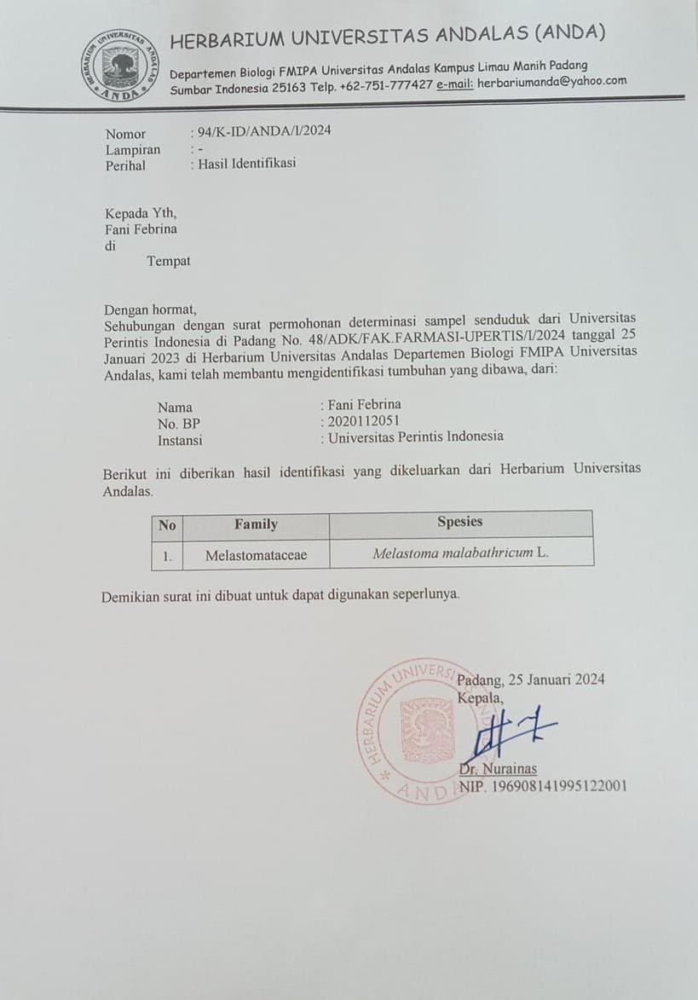 HERBARIUM UNIVERSITAS ANDALAS
ANDA
HERBARIUM UNIVERSITAS ANDALAS (ANDA)
Departemen Biologi FMIPA Universitas Andalas Kampus Limau Manih Padang
Sumbar Indonesia 25163 Telp. +62-751-777427 e-mail: herbariumanda@yahoo.com
Nomor : 94/K-ID/ANDA/I/2024
Lampiran : -
Perihal : Hasil Identifikasi
Kepada Yth,
Fani Febrina
di
Tempat
Dengan hormat,
Sehubungan dengan surat permohonan determinasi sampel senduduk dari Universitas
Perintis Indonesia di Padang No. 48/ADK/FAK.FARMASI-UPERTIS/I/2024 tanggal 25
Januari 2023 di Herbarium Universitas Andalas Departemen Biologi FMIPA Universitas
Andalas, kami telah membantu mengidentifikasi tumbuhan yang dibawa, dari:
Nama : Fani Febrina
No. BP : 2020112051
Instansi : Universitas Perintis Indonesia
Berikut ini diberikan hasil identifikasi yang dikeluarkan dari Herbarium Universitas
Andalas.
No Family Spesies
1. Melastomataceae Melastoma malabathricum L.
Demikian surat ini dibuat untuk dapat digunakan seperlunya.
HERBARIUM UNIVERSITAS ANDALAS
ANDA
Padang, 25 Januari 2024
Kepala,
Dr. Nurainas
NIP. 196908141995122001